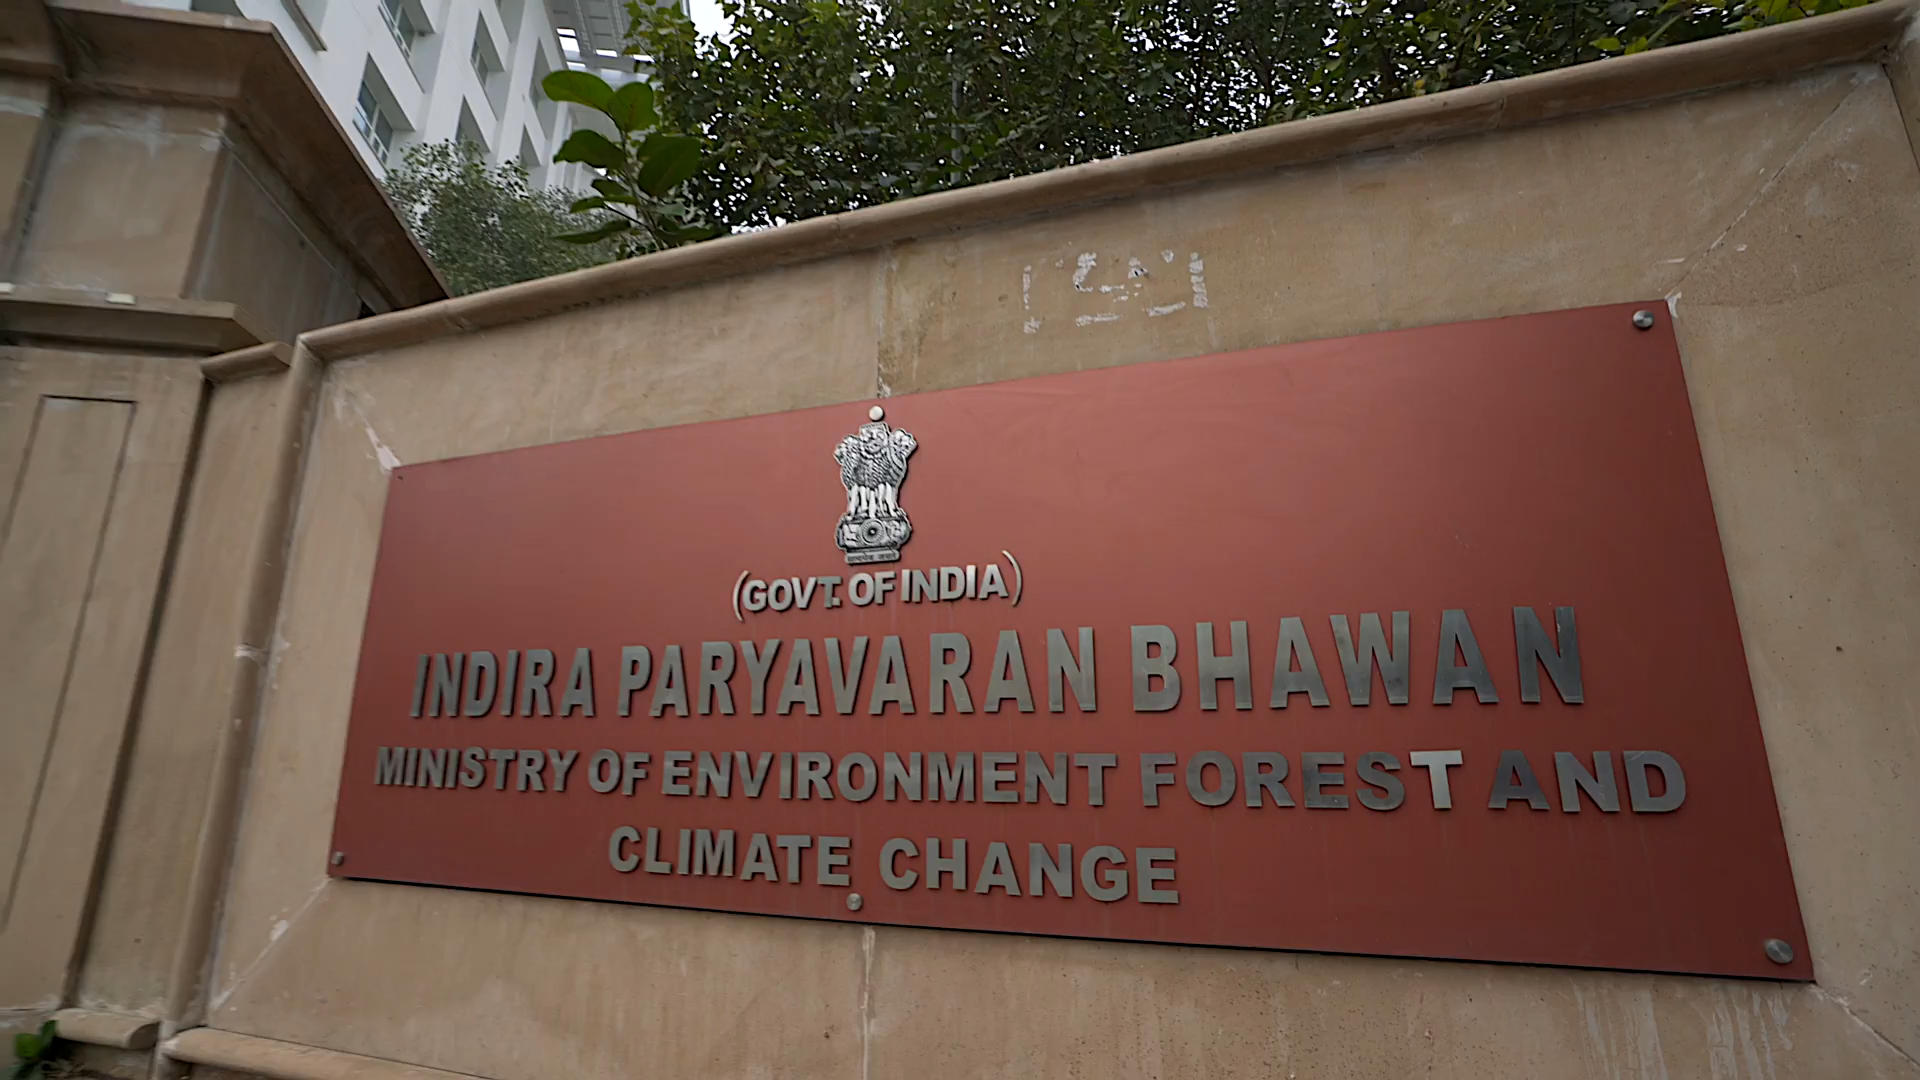 (GOVT. OF INDIA)
INDIRA PARYAVARAN BHAWAN
MINISTRY OF ENVIRONMENT FOREST AND
CLIMATE CHANGE